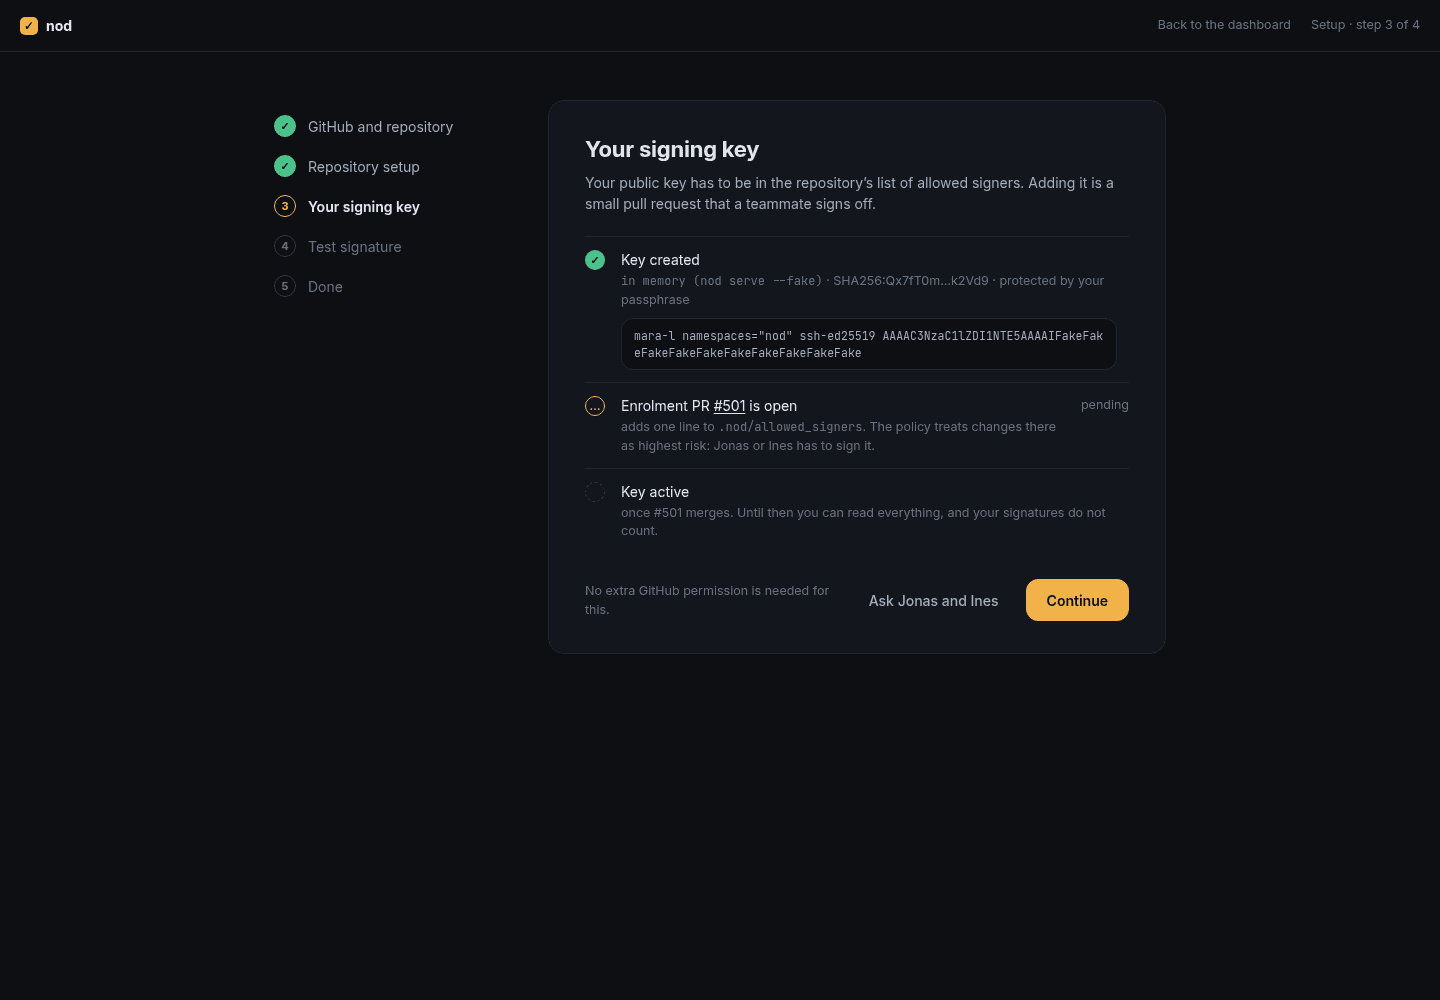 ✓ nod
Back to the dashboard
Setup · step 3 of 4
✓ GitHub and repository
✓ Repository setup
3 Your signing key
4 Test signature
5 Done
Your signing key
Your public key has to be in the repository’s list of allowed signers. Adding it is a
small pull request that a teammate signs off.
✓ Key created
in memory (nod serve --fake) · SHA256:Qx7fT0m…k2Vd9 · protected by your
passphrase
mara-l namespaces="nod" ssh-ed25519 AAAAC3NzaC1lZDI1NTE5AAAAIFakeFak
eFakeFakeFakeFakeFakeFakeFakeFake
… Enrolment PR #501 is open
pending
adds one line to .nod/allowed_signers. The policy treats changes there
as highest risk: Jonas or Ines has to sign it.
Key active
once #501 merges. Until then you can read everything, and your signatures do not
count.
No extra GitHub permission is needed for
this.
Ask Jonas and Ines
Continue